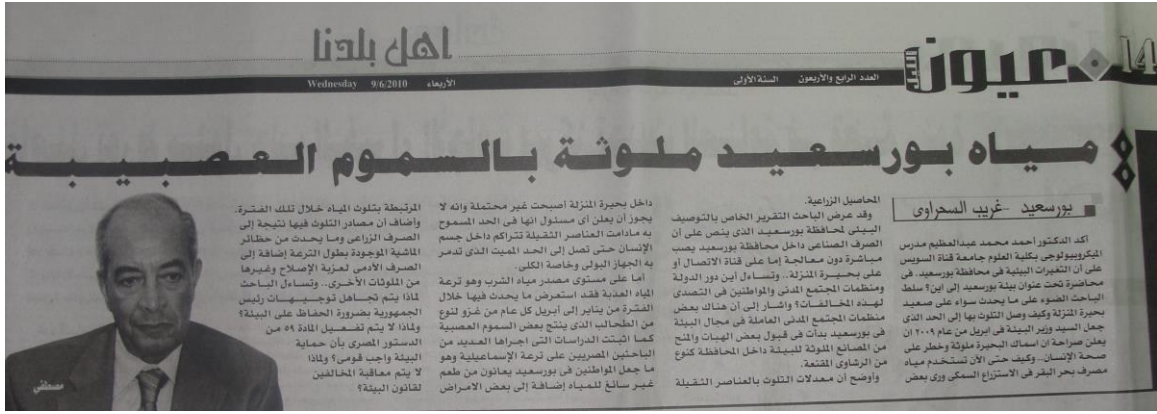 14
عيون
العدد الرابع والأربعون السنة الأولى
اهل بلدنا
الأربعاء 9/6/2010 Wednesday
مياه بورسعيد ملوثة بالسموم العصبية
بورسعيد - غريب السحراوى
أكد الدكتور احمد محمد عبدالعظيم مدرس
الميكروبيولوجى بكلية العلوم جامعة قناة السويس
على أن التغيرات البيئية فى محافظة بورسعيد. فى
محاضرة تحت عنوان بيئة بورسعيد إلى اين؟ سلط
الباحث الضوء على ما يحدث سواء على صعيد
بحيرة المنزلة وكيف وصل التلوث بها إلى الحد الذى
جعل السيد وزير البيئة فى ابريل من عام ٢٠٠٩ ان
يعلن صراحة ان اسماك البحيرة ملوثة وخطر على
صحة الإنسان.. وكيف حتى الأن تستخدم مياه
مصرف بحر البقر فى الاستزراع السمكى ورى بعض
المحاصيل الزراعية.
وقد عرض الباحث التقرير الخاص بالتوصيف
البيئى لمحافظة بورسعيد الذى ينص على أن
الصرف الصناعى داخل محافظة بورسعيد يصب
مباشرة دون معالجة إما على قناة الاتصال أو
على بحيرة المنزلة.. وتساءل أين دور الدولة
ومنظمات المجتمع المدنى والمواطنين فى التصدى
لهذه المخالفات؟ واشار إلى أن هناك بعض
منظمات المجتمع المدنى العاملة فى مجال البيئة
فى بورسعيد بدأت فى قبول بعض الهبات والمنح
من المصانع الملوثة للبيئة داخل المحافظة كنوع
من الرشاوى المقنعة.
وأوضح أن معدلات التلوث بالعناصر الثقيلة
داخل بحيرة المنزلة أصبحت غير محتملة وانه لا
يجوز أن يعلن أى مسئول انها فى الحد المسموح
به مادامت العناصر الثقيلة تتراكم داخل جسم
الإنسان حتى تصل إلى الحد المميت الذى تدمر
به الجهاز البولى وخاصة الكلى.
أما على مستوى مصدر مياه الشرب وهو ترعة
المياه العذبة فقد استعرض ما يحدث فيها خلال
الفترة من يناير إلى أبريل كل عام من غزو لنوع
من الطحالب الذى ينتج بعض السموم العصبية
كما اثبتت الدراسات التى اجراها العديد من
الباحثين المصريين على ترعة الإسماعيلية وهو
ما جعل المواطنين فى بورسعيد يعانون من طعم
غير سائغ للمياه إضافة إلى بعض الامراض
المرتبطة بتلوث المياه خلال تلك الفترة.
وأضاف أن مصادر التلوث فيها نتيجة إلى
الصرف الزراعى وما يحدث من حظائر
الماشية الموجودة بطول الترعة إضافة إلى
الصرف الأدمى لعزبة الإصلاح وغيرها
من الملوثات الأخرى.. وتساءل الباحث
لماذا يتم تجاهل توجيهات رئيس
الجمهورية بضرورة الحفاظ على البيئة؟
ولماذا لا يتم تفعيل المادة ٥٩ من
الدستور المصرى بأن حماية
البيئة واجب قومى؟ ولماذا
لا يتم معاقبة المخالفين
لقانون البيئة؟
مصطفي